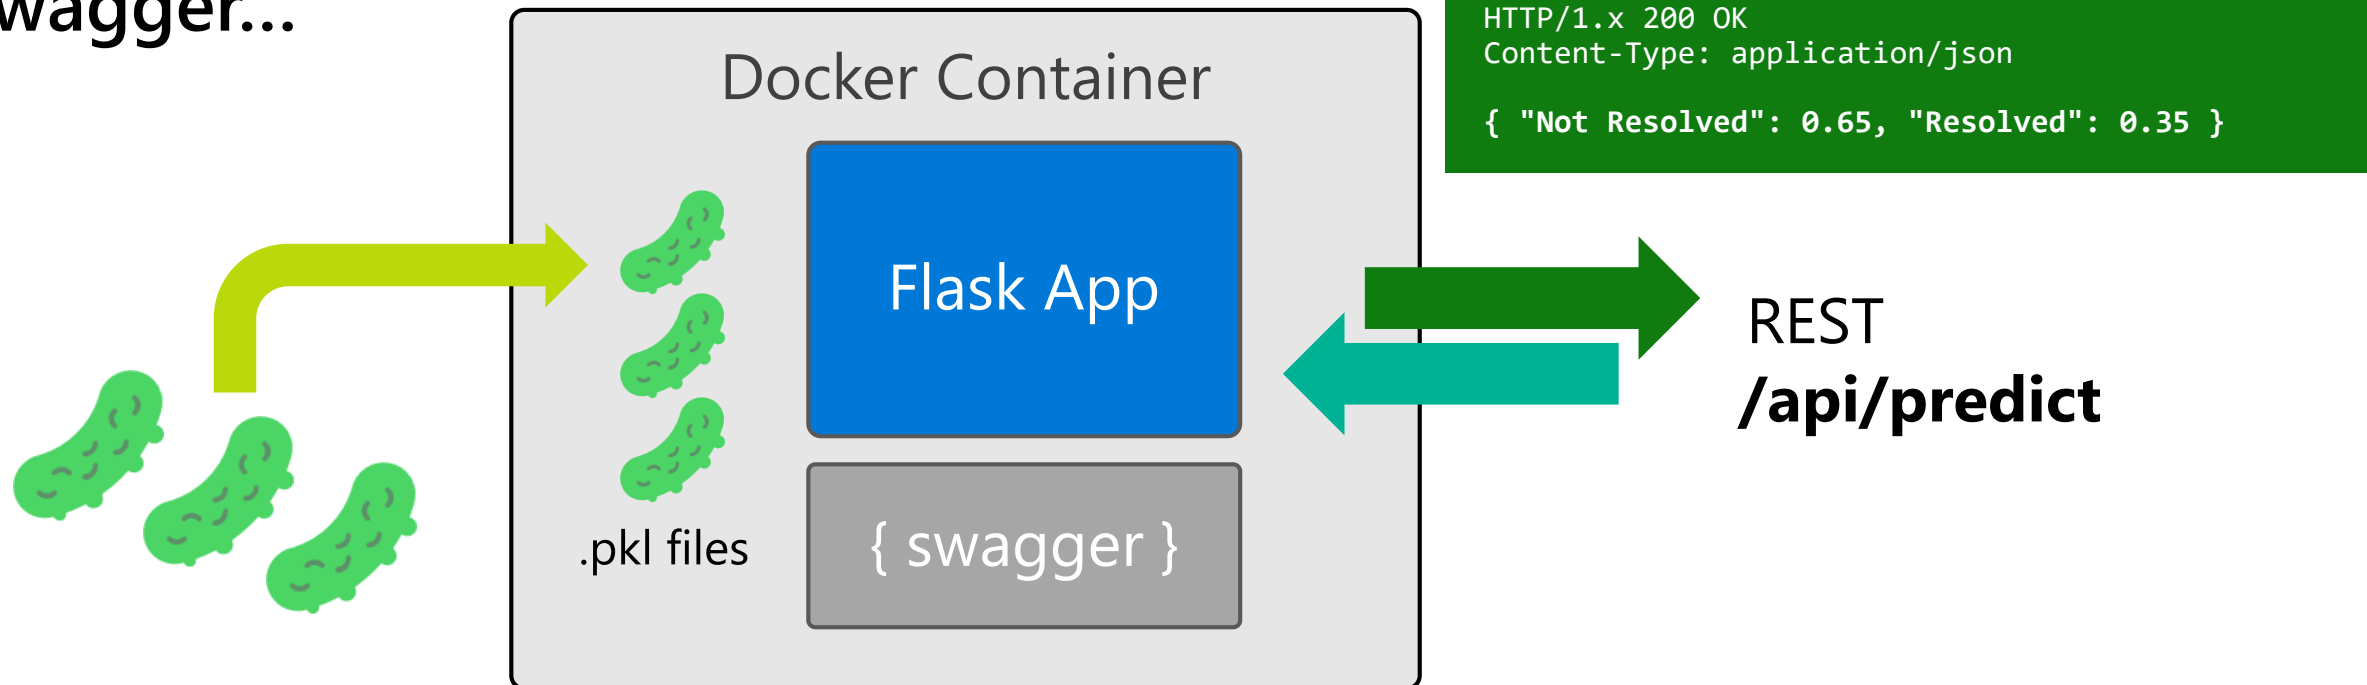 wagger...
HTTP/1.x 200 OK
Content-Type: application/json
{ "Not Resolved": 0.65, "Resolved": 0.35 }
Docker Container
Flask App
.pkl files
{ swagger }
REST
/api/predict